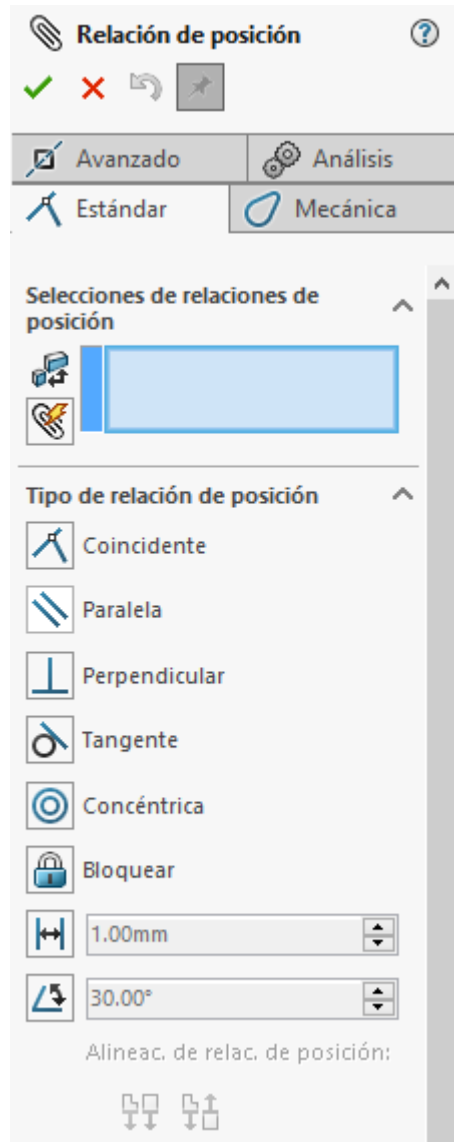 Relación de posición
Avanzado
Análisis
Estándar
Mecánica
Selecciones de relaciones de
posición
Tipo de relación de posición
Coincidente
Paralela
Perpendicular
Tangente
Concéntrica
Bloquear
1.00mm
30.00°
Alineac. de relac. de posición: